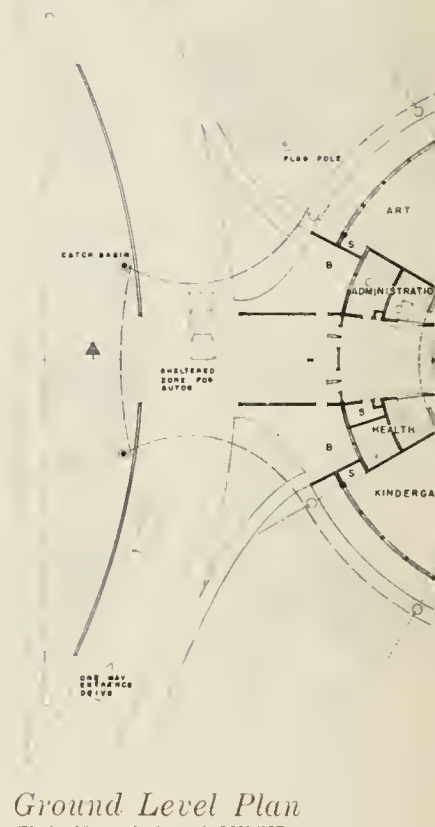 FLAG POLE
ART
CATCH BASIN
S
B
ADMINISTRATIO
SHELTERED
ZONE FOR
AUTOS
S
HEALTH
B
S
KINDERGA
ONE WAY
ENTRANCE
DRIVE
Ground Level Plan